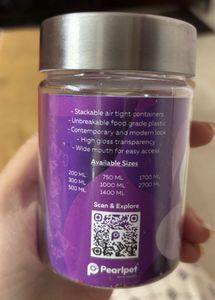 - Stackable air tight containers
- Unbreakable food grade plastic
- Contemporary and modern look
- High gloss transparency
- Wide mouth for easy access
Available Sizes
200 ML 750 ML 1700 ML
300 ML 1000 ML 2700 ML
500 ML 1400 ML
Scan & Explore
Pearlpet